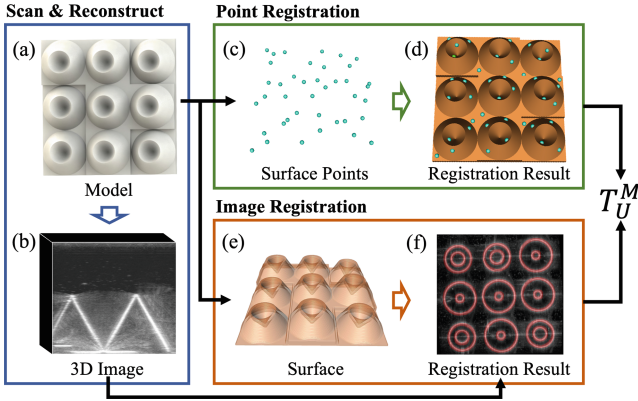 Scan & Reconstruct
Point Registration
(a)
Model
(b)
3D Image
(c)
Surface Points
(d)
Registration Result
Image Registration
(e)
Surface
(f)
Registration Result
T_U^M